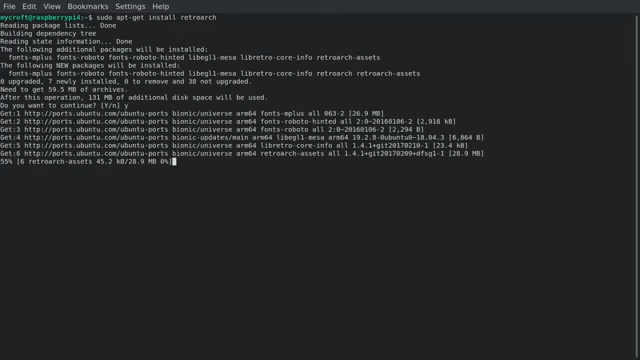 File Edit View Bookmarks Settings Help
mycroft@raspberrypi4:~$ sudo apt-get install retroarch
Reading package lists... Done
Building dependency tree
Reading state information... Done
The following additional packages will be installed:
fonts-mplus fonts-roboto fonts-roboto-hinted libegl1-mesa libretro-core-info retroarch-assets
The following NEW packages will be installed:
fonts-mplus fonts-roboto fonts-roboto-hinted libegl1-mesa libretro-core-info retroarch retroarch-assets
0 upgraded, 7 newly installed, 0 to remove and 38 not upgraded.
Need to get 59.5 MB of archives.
After this operation, 131 MB of additional disk space will be used.
Do you want to continue? [Y/n] y
Get:1 http://ports.ubuntu.com/ubuntu-ports bionic/universe arm64 fonts-mplus all 063-2 [26.9 MB]
Get:2 http://ports.ubuntu.com/ubuntu-ports bionic/universe arm64 fonts-roboto-hinted all 2:0~20160106-2 [2,918 kB]
Get:3 http://ports.ubuntu.com/ubuntu-ports bionic/universe arm64 fonts-roboto all 2:0~20160106-2 [2,294 B]
Get:4 http://ports.ubuntu.com/ubuntu-ports bionic-updates/main arm64 libegl1-mesa arm64 19.2.8-0ubuntu0~18.04.3 [6,864 B]
Get:5 http://ports.ubuntu.com/ubuntu-ports bionic/universe arm64 libretro-core-info all 1.4.1+git20170210-1 [23.4 kB]
Get:6 http://ports.ubuntu.com/ubuntu-ports bionic/universe arm64 retroarch-assets all 1.4.1+git20170209+dfsg1-1 [28.9 MB]
55% [6 retroarch-assets 45.2 kB/28.9 MB 0%]